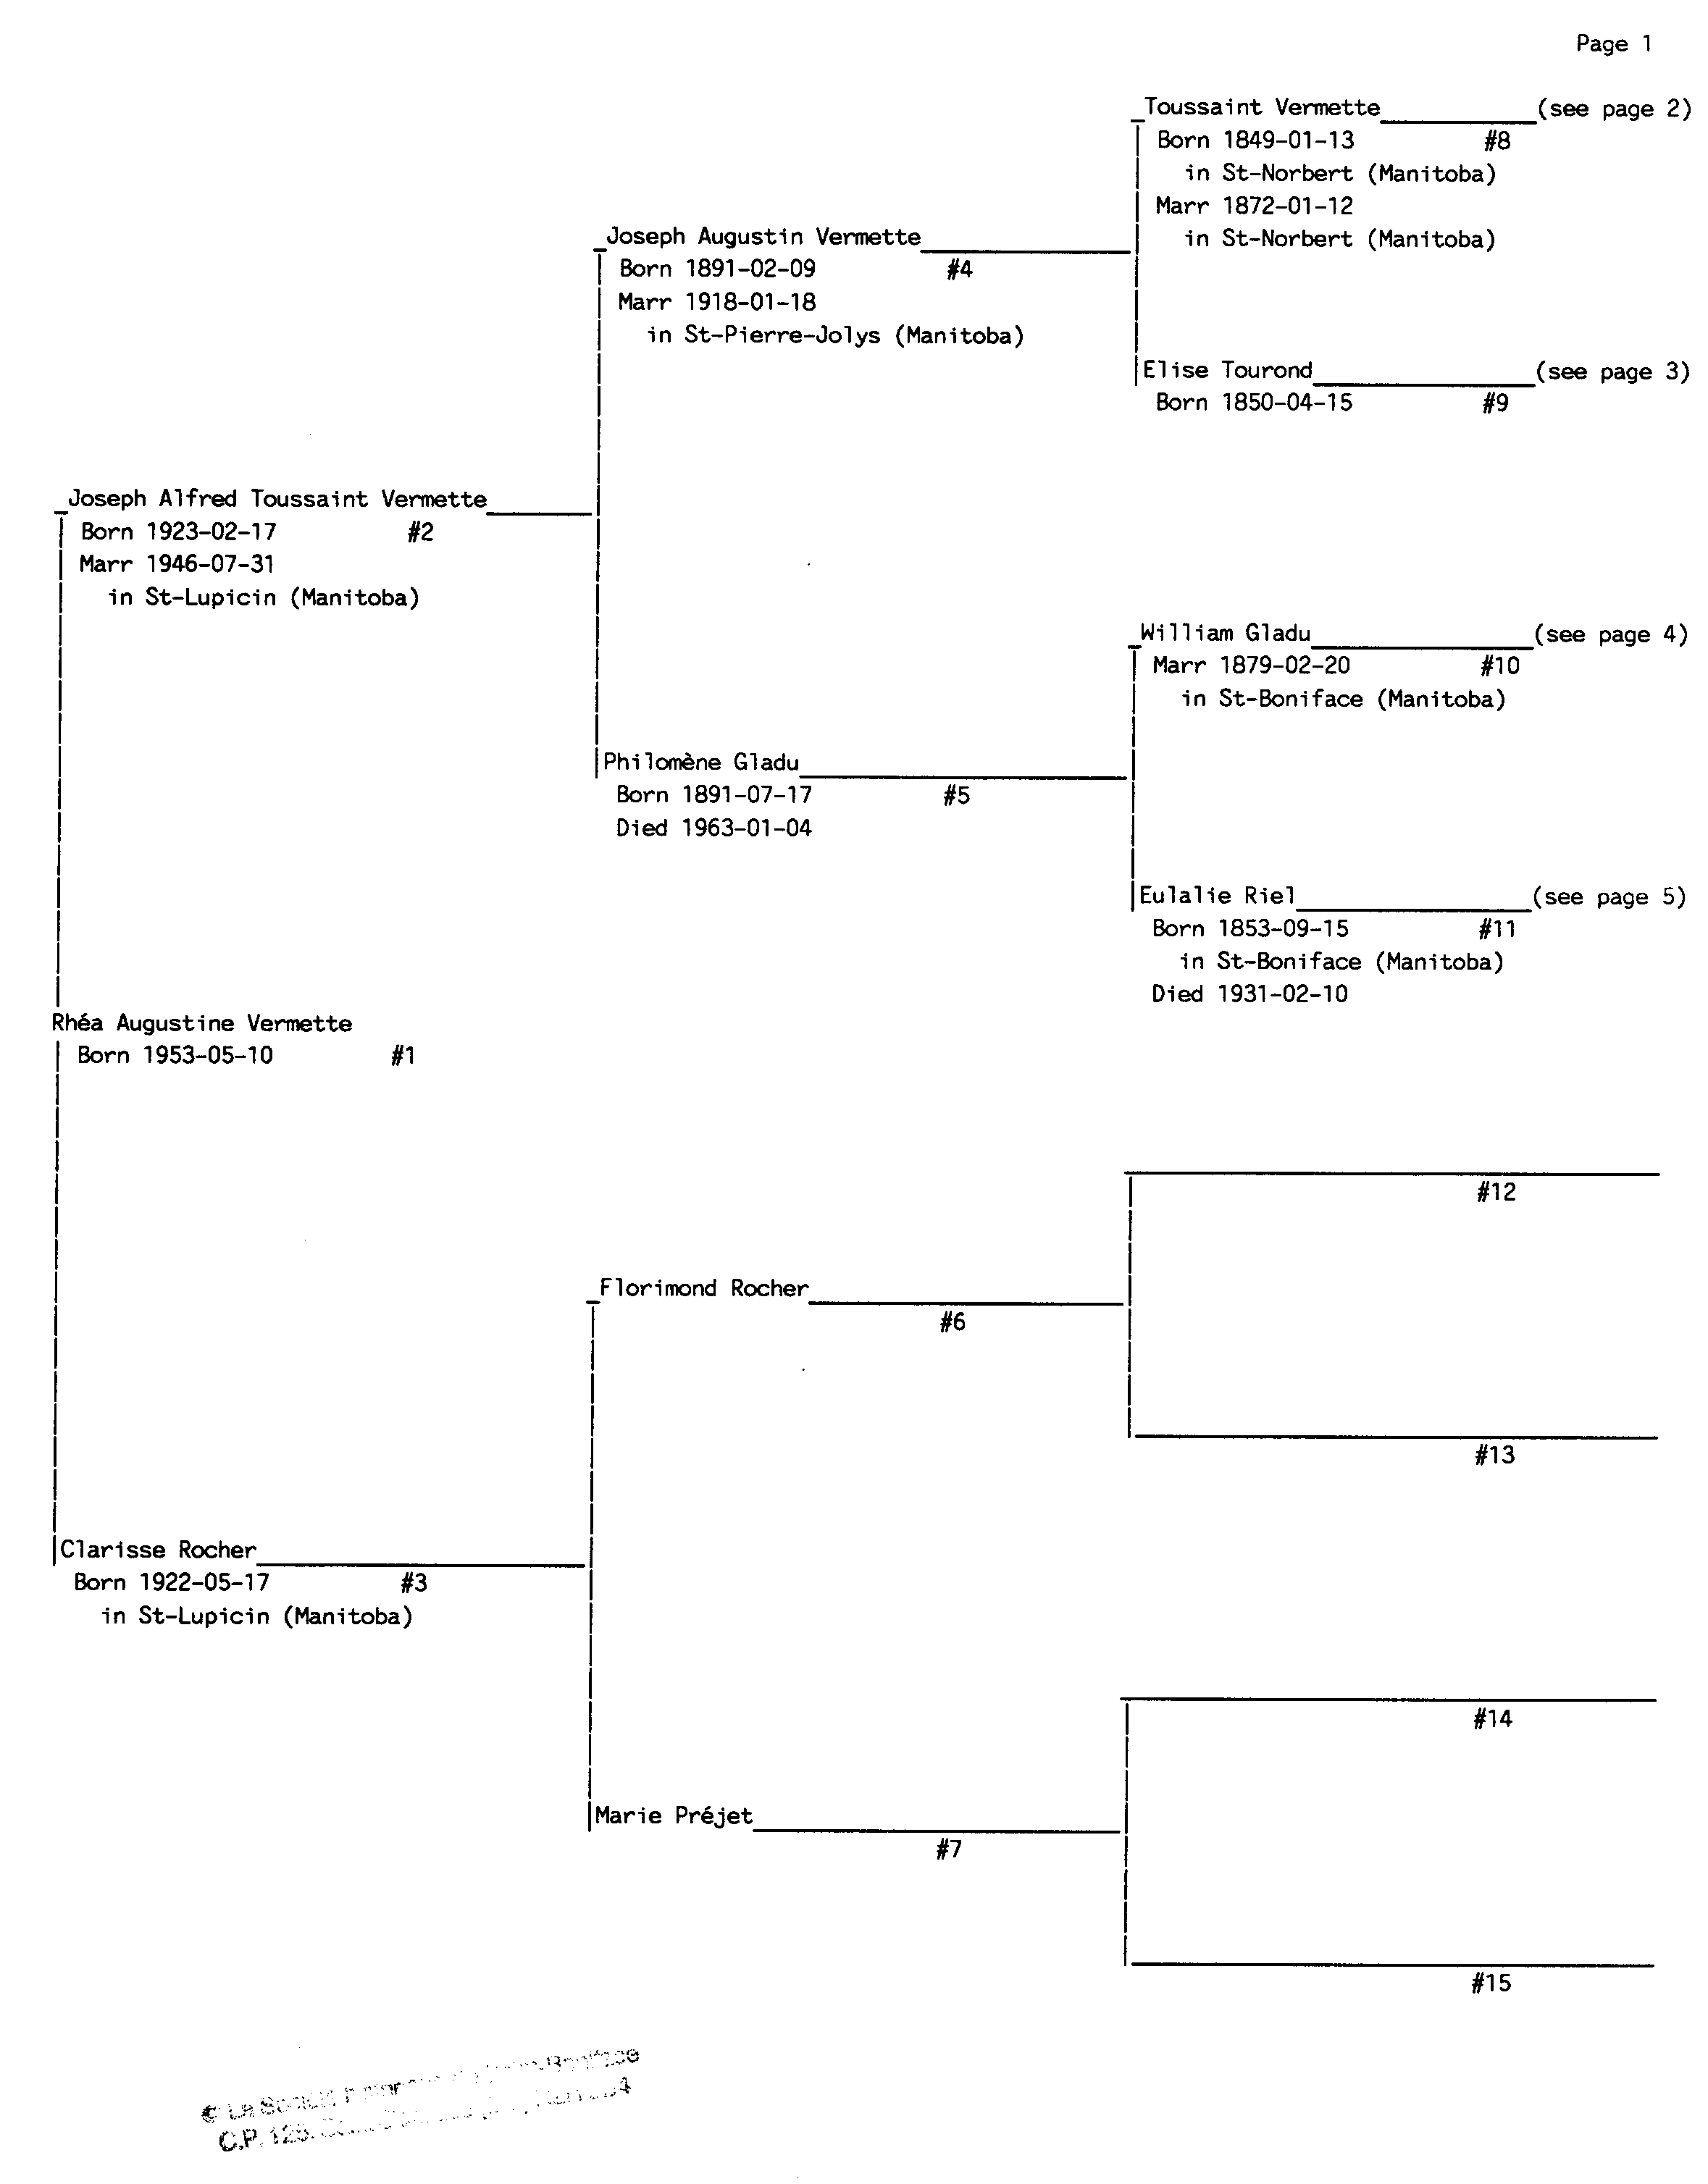 Page 1
Toussaint Vermette (see page 2)
Born 1849-01-13 #8
in St-Norbert (Manitoba)
Marr 1872-01-12
in St-Norbert (Manitoba)
Joseph Augustin Vermette
Born 1891-02-09 #4
Marr 1918-01-18
in St-Pierre-Jolys (Manitoba)
Elise Tourond (see page 3)
Born 1850-04-15 #9
Joseph Alfred Toussaint Vermette
Born 1923-02-17 #2
Marr 1946-07-31
in St-Lupicin (Manitoba)
William Gladu (see page 4)
Marr 1879-02-20 #10
in St-Boniface (Manitoba)
Philomène Gladu
Born 1891-07-17 #5
Died 1963-01-04
Eulalie Riel (see page 5)
Born 1853-09-15 #11
in St-Boniface (Manitoba)
Died 1931-02-10
Rhéa Augustine Vermette
Born 1953-05-10 #1
#12
Florimond Rocher
#6
#13
Clarisse Rocher
Born 1922-05-17 #3
in St-Lupicin (Manitoba)
#14
Marie Préjet
#7
#15
© La Société
C.P. 125